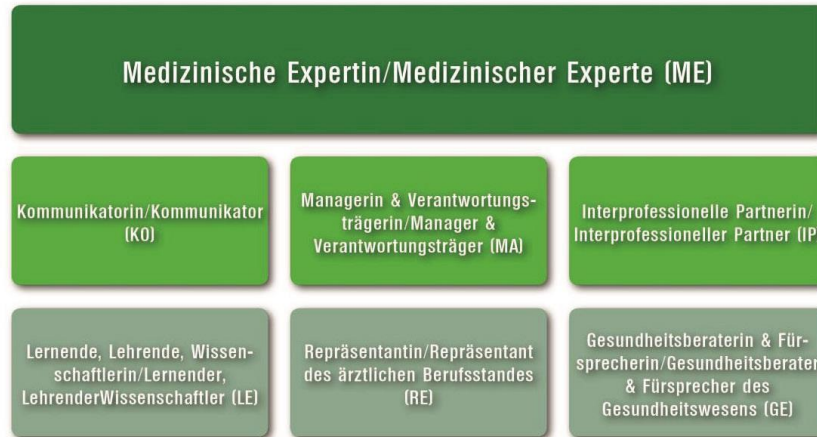 Medizinische Expertin/Medizinischer Experte (ME)
Kommunikatorin/Kommunikator
(KO)
Managerin & Verantwortungs-
trägerin/Manager &
Verantwortungsträger (MA)
Interprofessionelle Partnerin/
Interprofessioneller Partner (IP
Lernende, Lehrende, Wissen-
schaftlerin/Lernender,
LehrenderWissenschaftler (LE)
Repräsentantin/Repräsentant
des ärztlichen Berufsstandes
(RE)
Gesundheitsberaterin & Für-
sprecherin/Gesundheitsberater
& Fürsprecher des
Gesundheitswesens (GE)